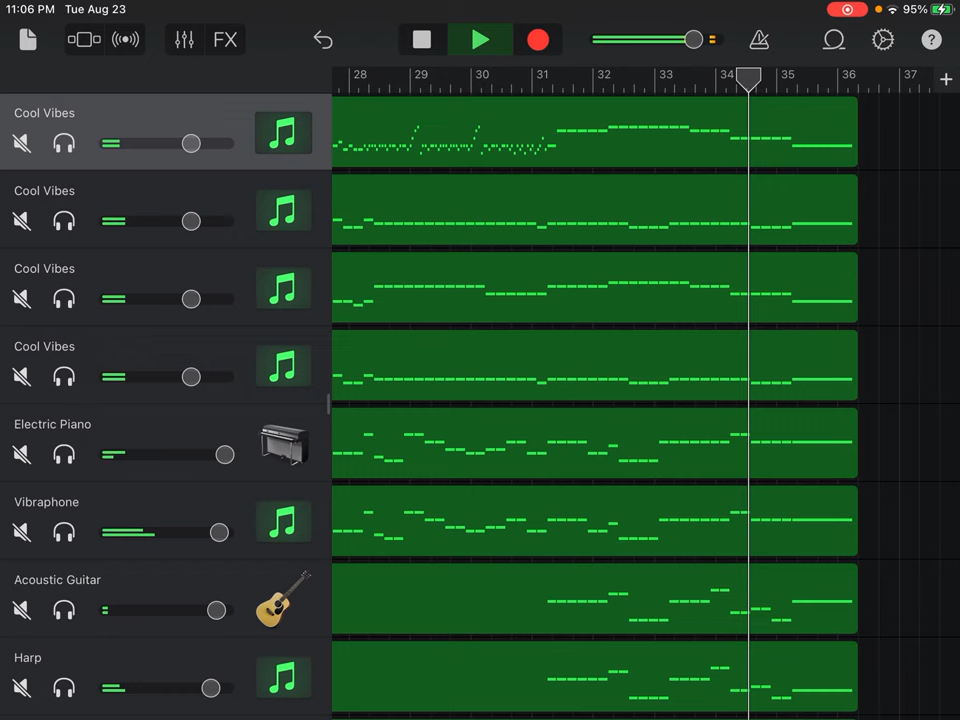 11:06 PM Tue Aug 23 95%
FX ?
28 29 30 31 32 33 34 35 36 37 +
Cool Vibes
Cool Vibes
Cool Vibes
Cool Vibes
Electric Piano
Vibraphone
Acoustic Guitar
Harp